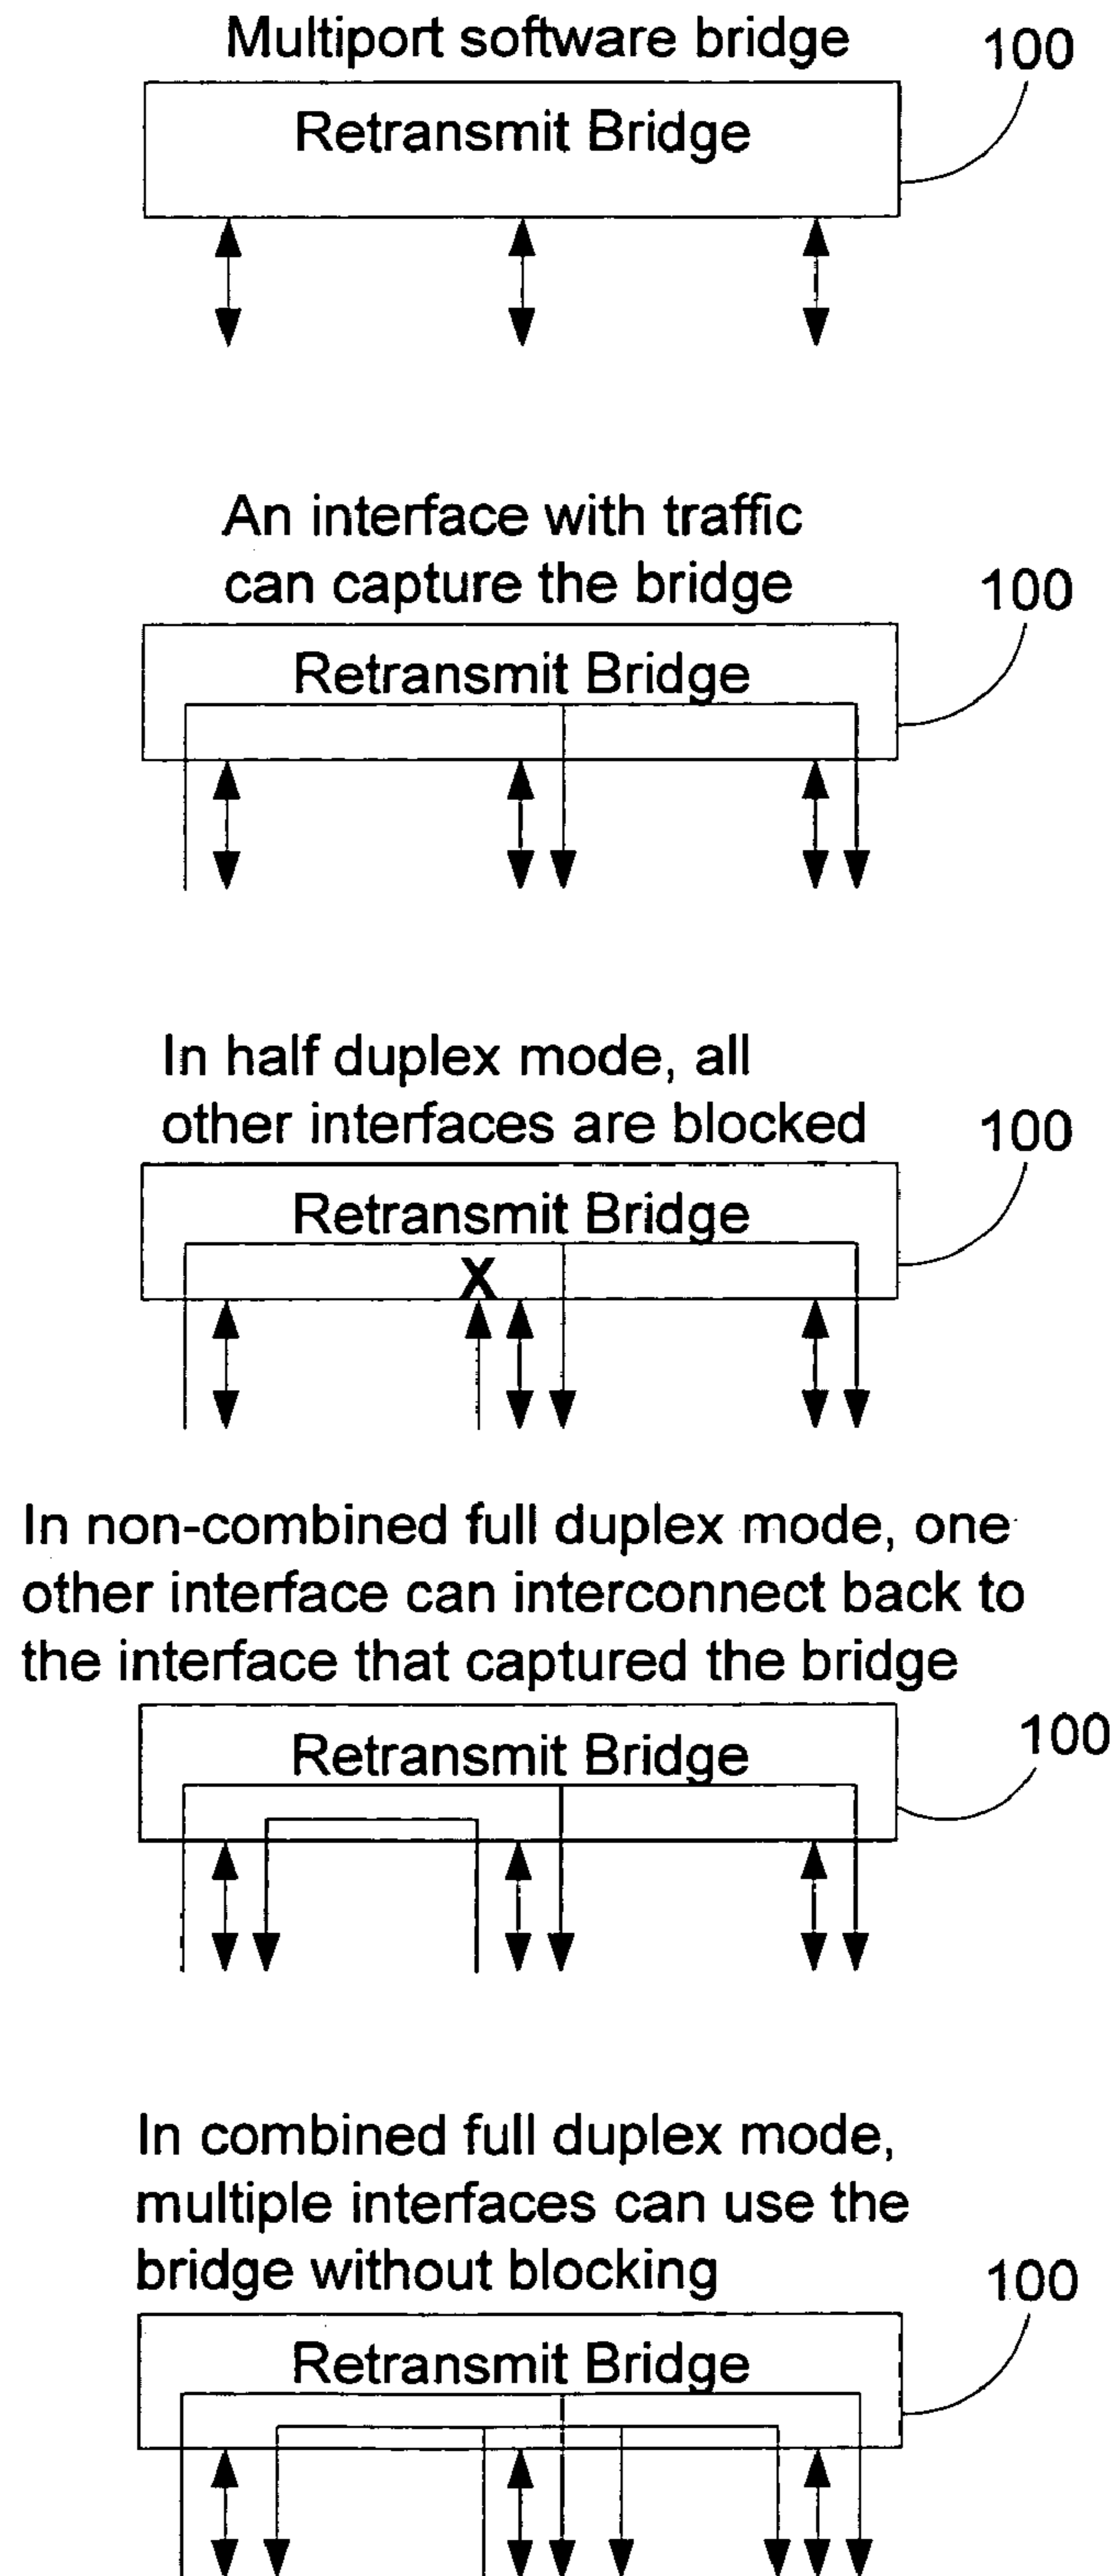 Multiport software bridge
100
Retransmit Bridge
An interface with traffic
can capture the bridge
100
Retransmit Bridge
In half duplex mode, all
other interfaces are blocked
100
Retransmit Bridge
X
In non-combined full duplex mode, one
other interface can interconnect back to
the interface that captured the bridge
100
Retransmit Bridge
In combined full duplex mode,
multiple interfaces can use the
bridge without blocking
100
Retransmit Bridge